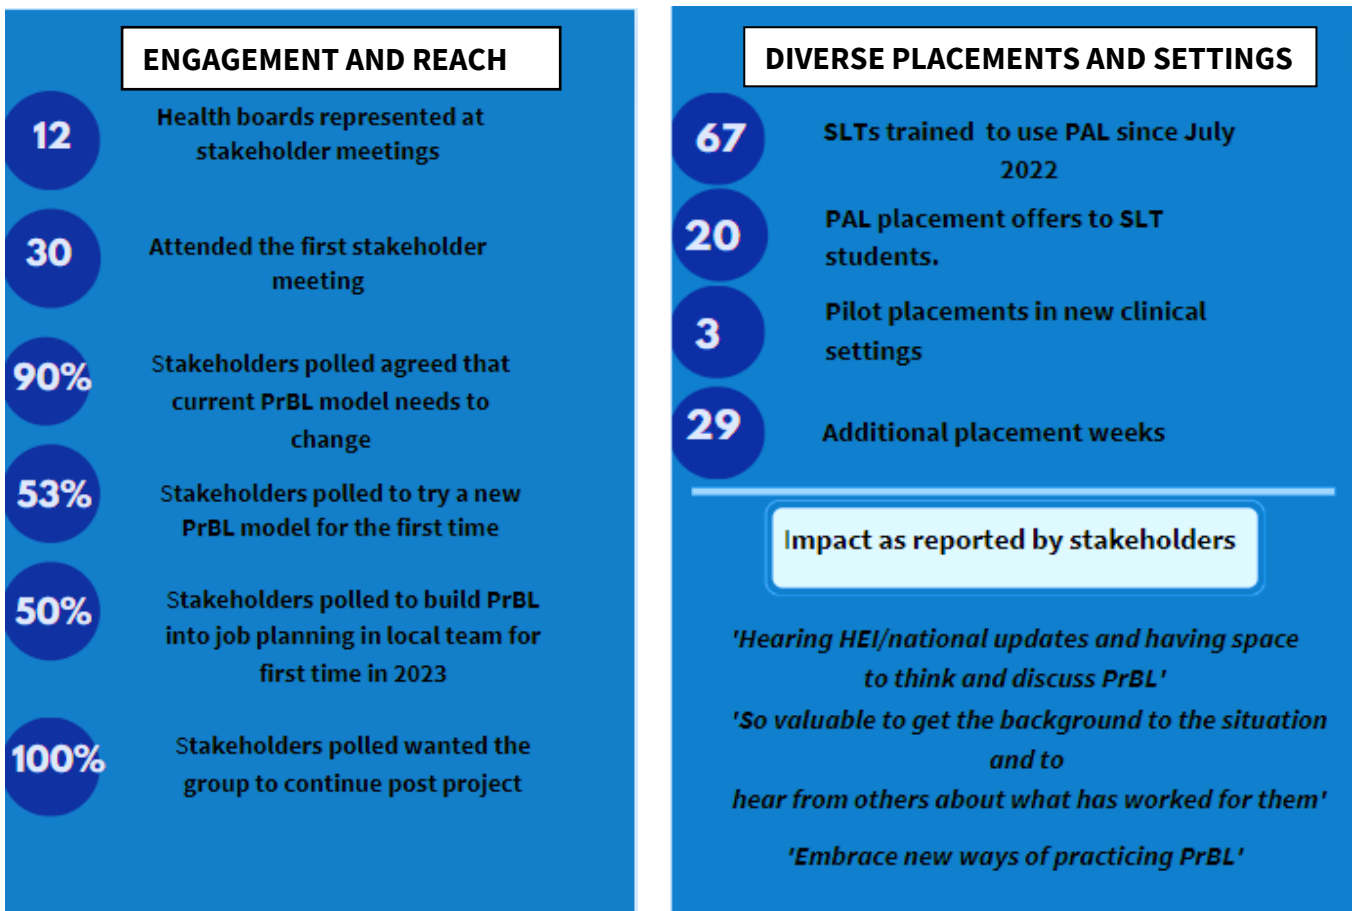 ENGAGEMENT AND REACH
12
Health boards represented at
stakeholder meetings
30
Attended the first stakeholder
meeting
90%
Stakeholders polled agreed that
current PrBL model needs to
change
53%
Stakeholders polled to try a new
PrBL model for the first time
50%
Stakeholders polled to build PrBL
into job planning in local team for
first time in 2023
100%
Stakeholders polled wanted the
group to continue post project
DIVERSE PLACEMENTS AND SETTINGS
67
SLTs trained to use PAL since July
2022
20
PAL placement offers to SLT
students.
3
Pilot placements in new clinical
settings
29
Additional placement weeks
Impact as reported by stakeholders
'Hearing HEI/national updates and having space
to think and discuss PrBL'
'So valuable to get the background to the situation
and to
hear from others about what has worked for them'
'Embrace new ways of practicing PrBL'